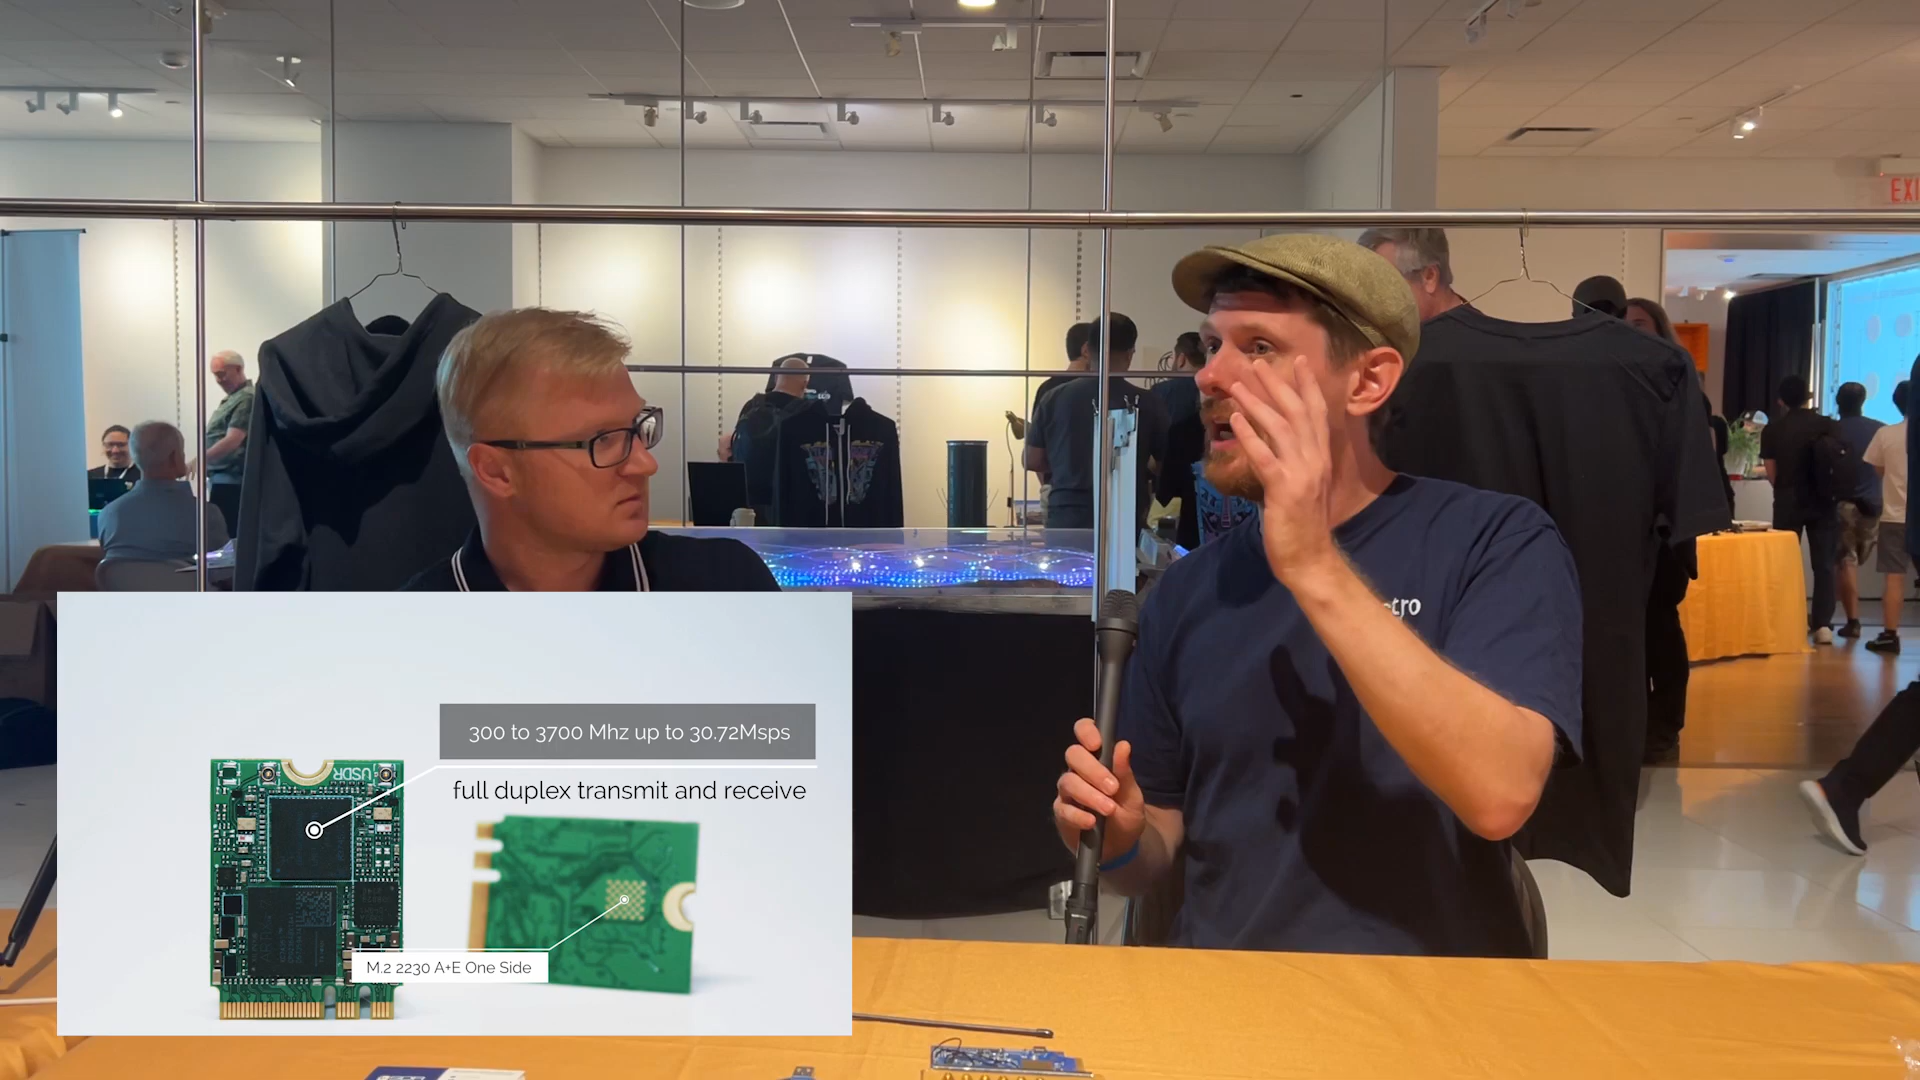 EXI
tro
USDR
300 to 3700 Mhz up to 30.72Msps
full duplex transmit and receive
M.2 2230 A+E One Side